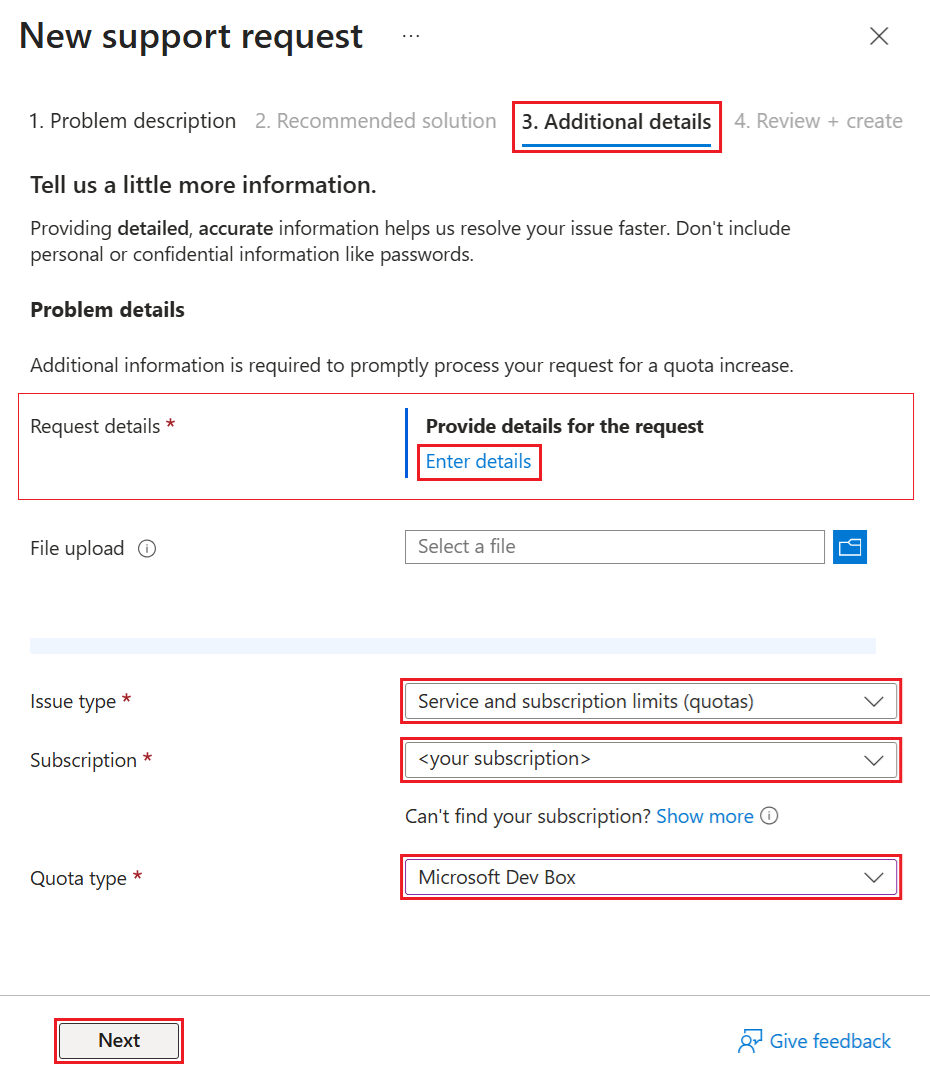 New support request ...
1. Problem description 2. Recommended solution 3. Additional details 4. Review + create
Tell us a little more information.
Providing detailed, accurate information helps us resolve your issue faster. Don't include
personal or confidential information like passwords.
Problem details
Additional information is required to promptly process your request for a quota increase.
Request details * Provide details for the request
Enter details
File upload Select a file
Issue type * Service and subscription limits (quotas)
Subscription * <your subscription>
Can't find your subscription? Show more
Quota type * Microsoft Dev Box
Next Give feedback